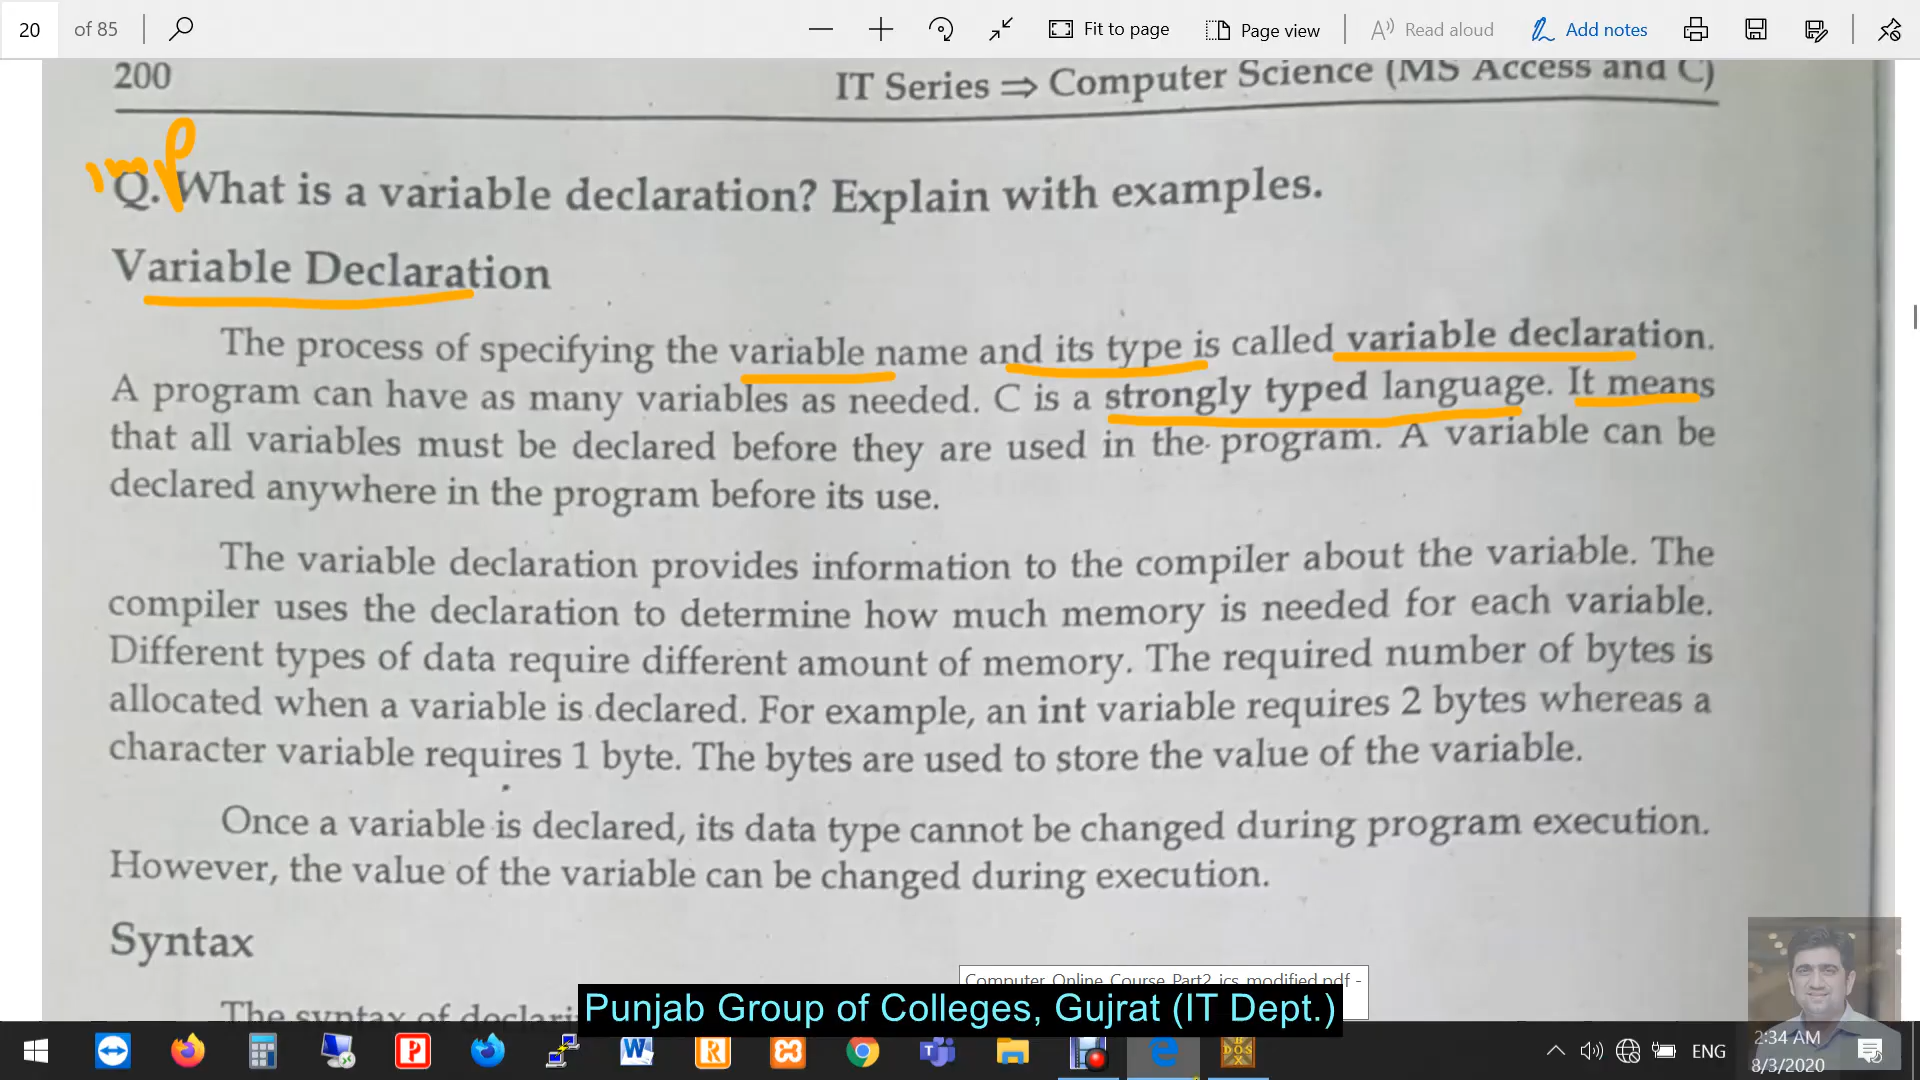 20 of 85
Fit to page
Page view
Read aloud
Add notes
200 IT Series ⇒ Computer Science (MS Access and C)
imp
Q. What is a variable declaration? Explain with examples.
Variable Declaration
The process of specifying the variable name and its type is called variable declaration.
A program can have as many variables as needed. C is a strongly typed language. It means
that all variables must be declared before they are used in the program. A variable can be
declared anywhere in the program before its use.
The variable declaration provides information to the compiler about the variable. The
compiler uses the declaration to determine how much memory is needed for each variable.
Different types of data require different amount of memory. The required number of bytes is
allocated when a variable is declared. For example, an int variable requires 2 bytes whereas a
character variable requires 1 byte. The bytes are used to store the value of the variable.
Once a variable is declared, its data type cannot be changed during program execution.
However, the value of the variable can be changed during execution.
Syntax
Computer_Online_Course_Part2_ics_modified.pdf -
The syntax of
Punjab Group of Colleges, Gujrat (IT Dept.)
ENG
2:34 AM
8/3/2020